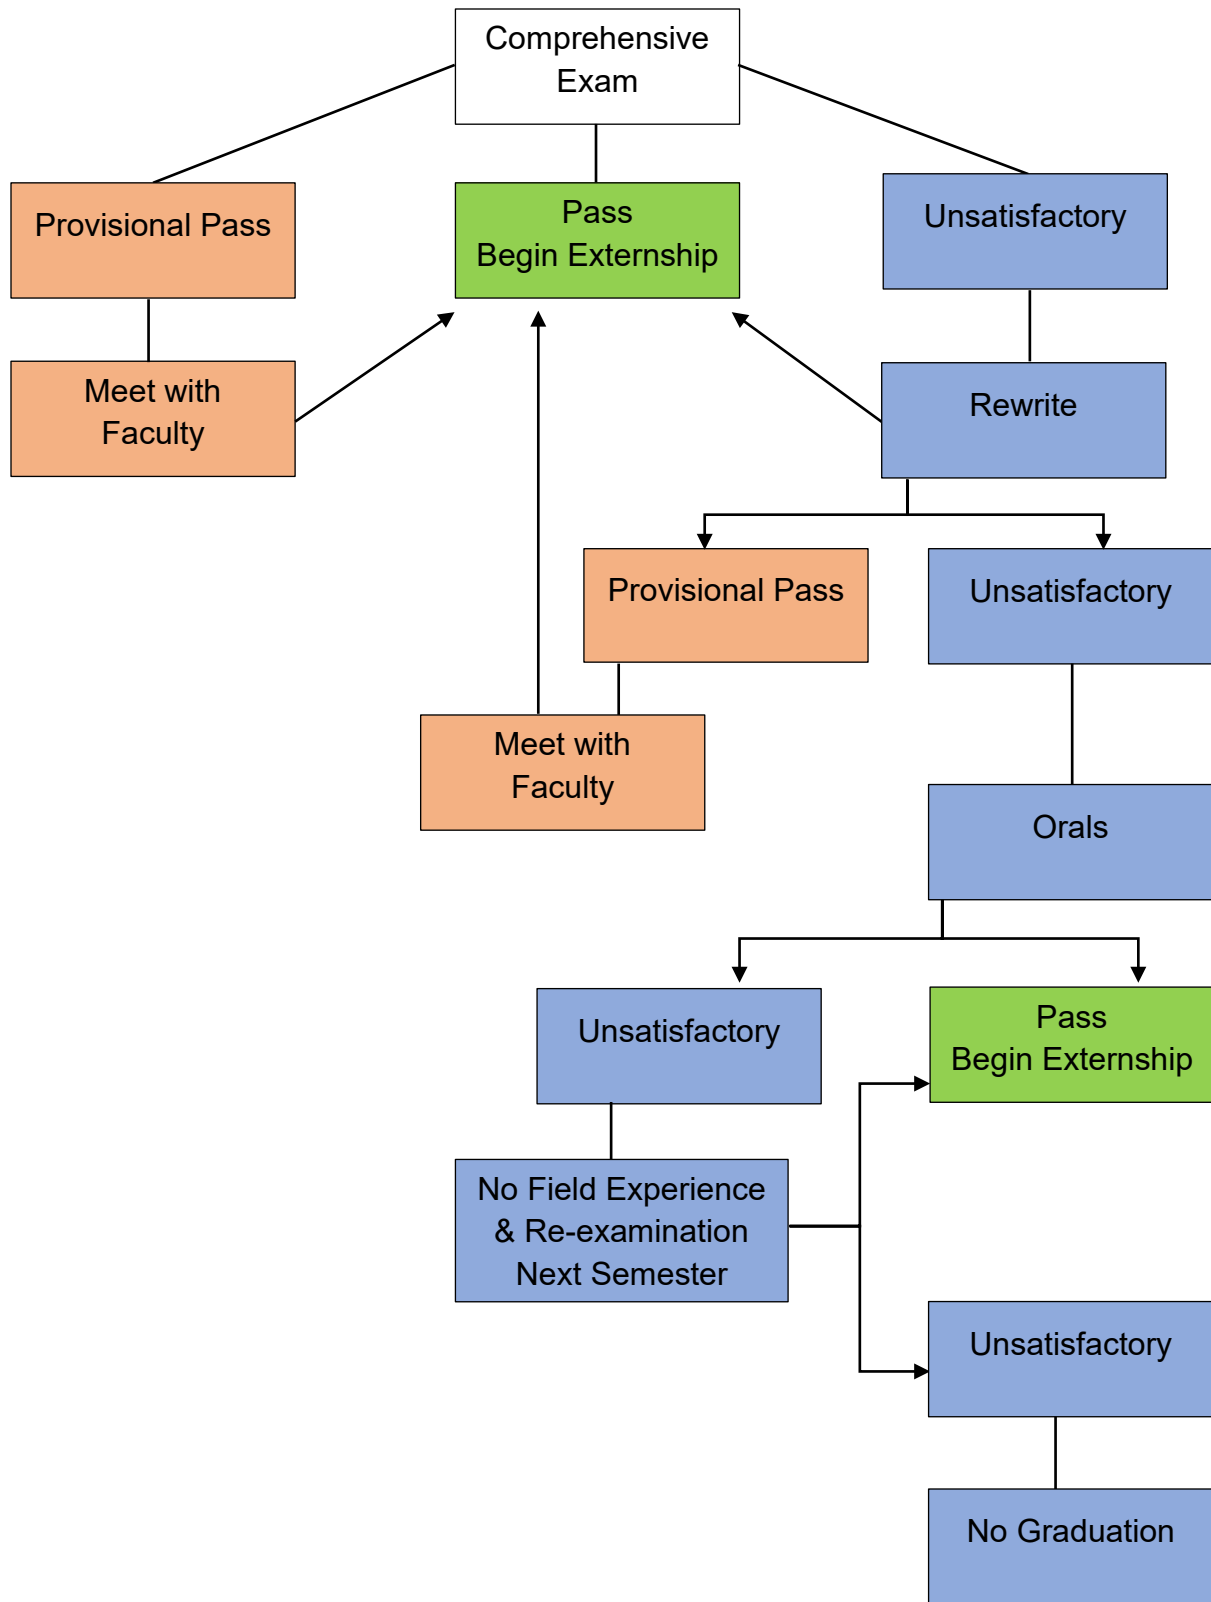 Comprehensive
Exam
Provisional Pass
Pass
Begin Externship
Unsatisfactory
Meet with
Faculty
Rewrite
Provisional Pass
Unsatisfactory
Meet with
Faculty
Orals
Unsatisfactory
Pass
Begin Externship
No Field Experience
& Re-examination
Next Semester
Unsatisfactory
No Graduation